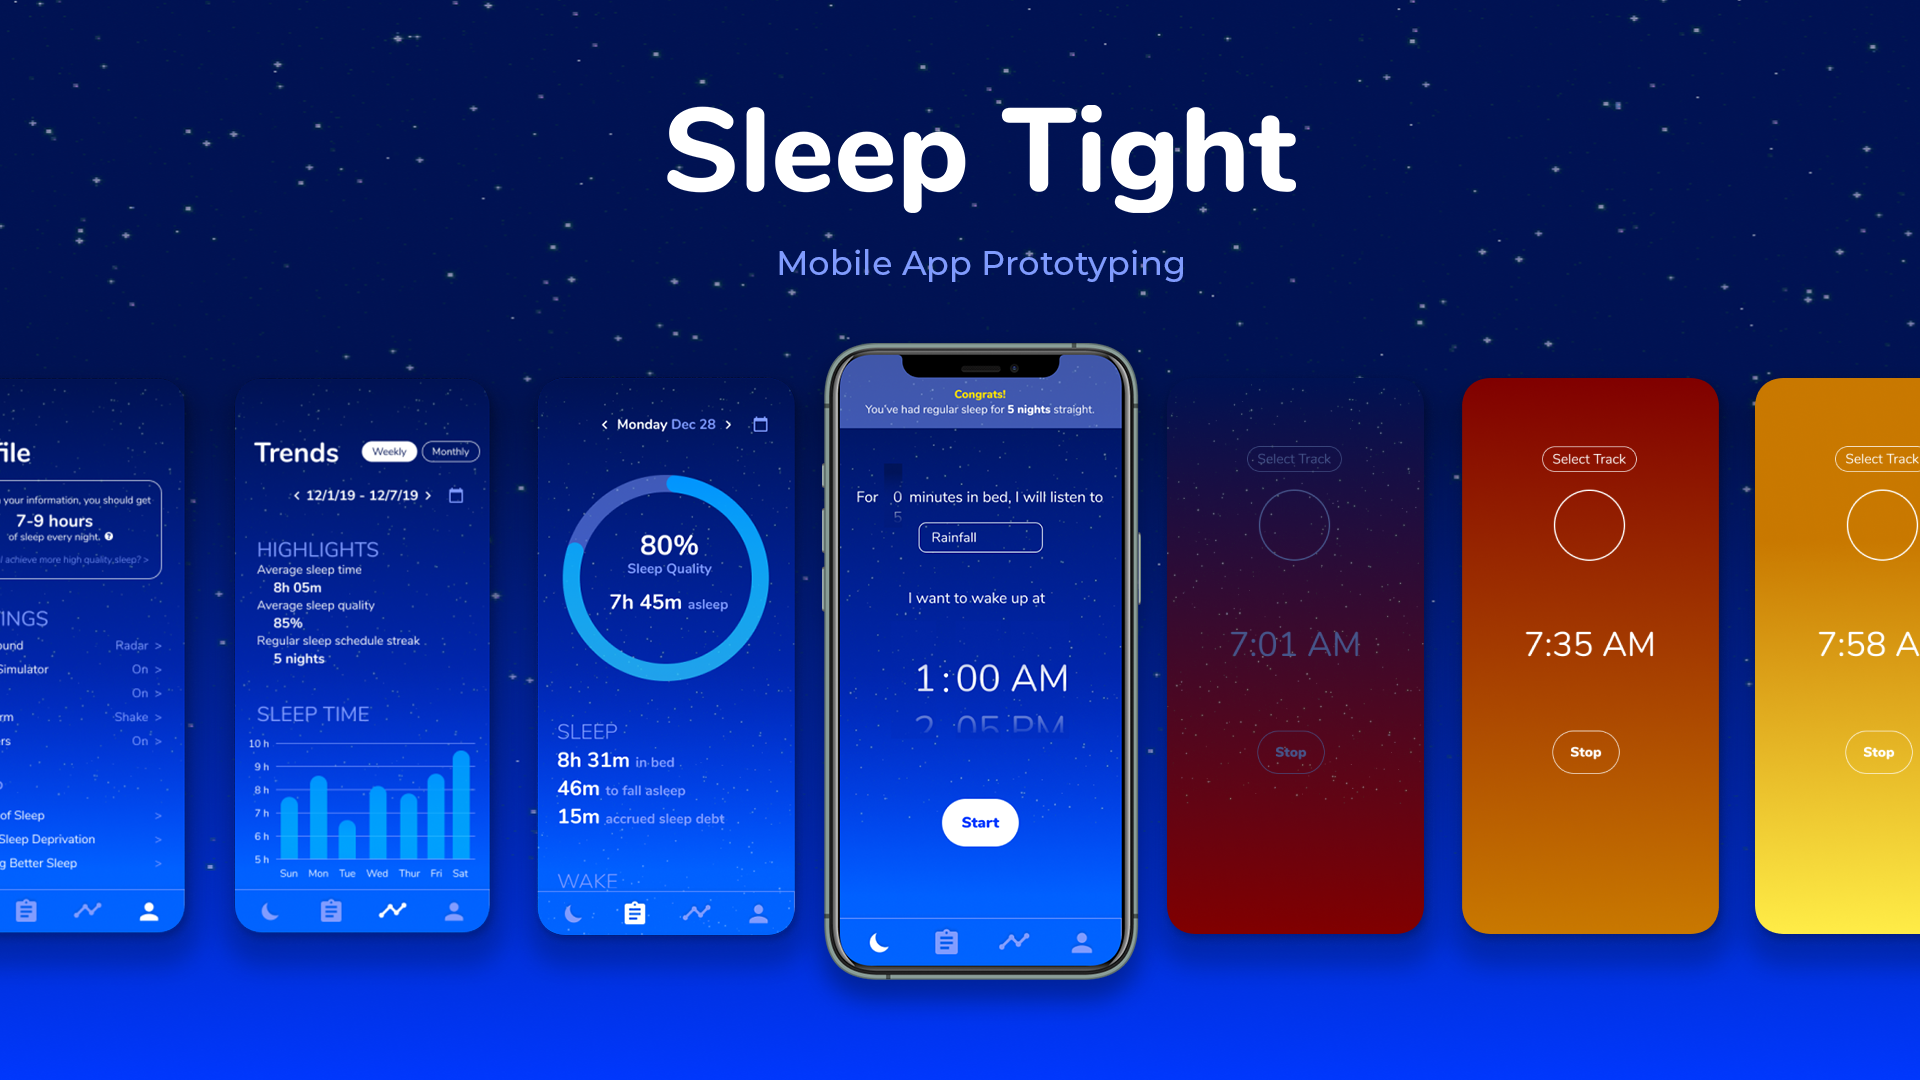 Sleep Tight
Mobile App Prototyping
file
your information, you should get
7-9 hours
of sleep every night.
achieve more high quality sleep? >
INGS
ound Radar >
Simulator On >
On >
rm Shake >
rs On >
of Sleep >
Sleep Deprivation >
g Better Sleep >
Trends Weekly Monthly
< 12/1/19 - 12/7/19 >
HIGHLIGHTS
Average sleep time
8h 05m
Average sleep quality
85%
Regular sleep schedule streak
5 nights
SLEEP TIME
10 h
9 h
8 h
7 h
6 h
5 h
Sun Mon Tue Wed Thur Fri Sat
< Monday Dec 28 >
80%
Sleep Quality
7h 45m asleep
SLEEP
8h 31m in bed
46m to fall asleep
15m accrued sleep debt
WAKE
Congrats!
You've had regular sleep for 5 nights straight.
For 0 minutes in bed, I will listen to
5
Rainfall
I want to wake up at
1:00 AM
2 05 PM
Start
Select Track
7:01 AM
Stop
Select Track
7:35 AM
Stop
Select Track
7:58 A
Stop